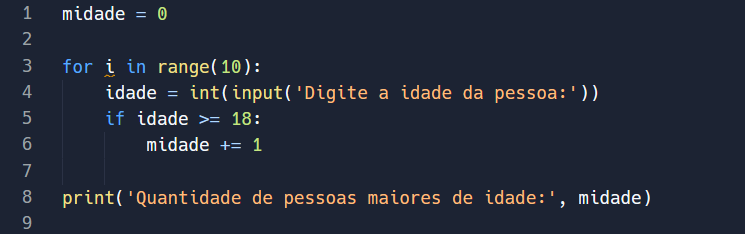 1 midade = 0
2
3 for i in range(10):
4 idade = int(input('Digite a idade da pessoa:'))
5 if idade >= 18:
6 midade += 1
7
8 print('Quantidade de pessoas maiores de idade:', midade)
9